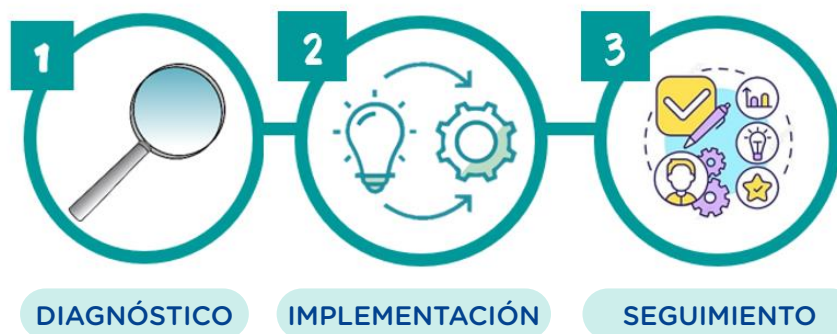 1
2
3
DIAGNÓSTICO
IMPLEMENTACIÓN
SEGUIMIENTO